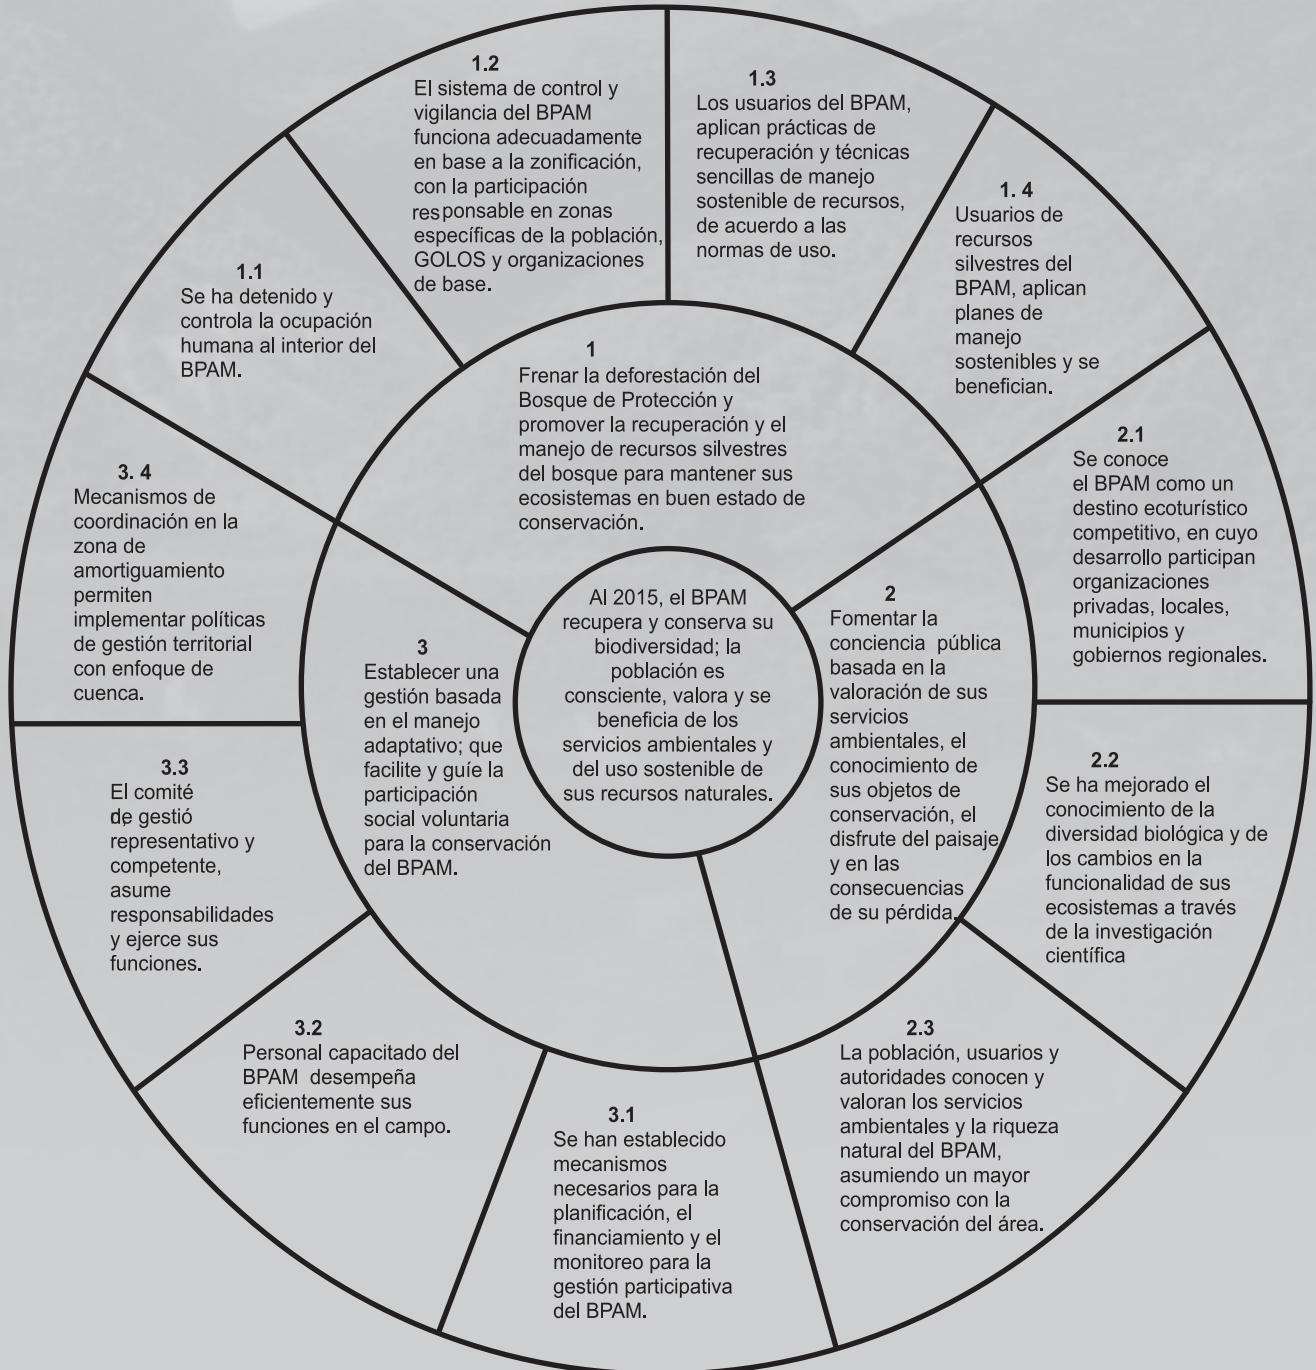 1.2
El sistema de control y
vigilancia del BPAM
funciona adecuadamente
en base a la zonificación,
con la participación
responsable en zonas
específicas de la población,
GOLOS y organizaciones
de base.
1.3
Los usuarios del BPAM,
aplican prácticas de
recuperación y técnicas
sencillas de manejo
sostenible de recursos,
de acuerdo a las
normas de uso.
1. 4
Usuarios de
recursos
silvestres del
BPAM, aplican
planes de
manejo
sostenibles y se
benefician.
1.1
Se ha detenido y
controla la ocupación
humana al interior del
BPAM.
1
Frenar la deforestación del
Bosque de Protección y
promover la recuperación y el
manejo de recursos silvestres
del bosque para mantener sus
ecosistemas en buen estado de
conservación.
2.1
Se conoce
el BPAM como un
destino ecoturístico
competitivo, en cuyo
desarrollo participan
organizaciones
privadas, locales,
municipios y
gobiernos regionales.
3. 4
Mecanismos de
coordinación en la
zona de
amortiguamiento
permiten
implementar políticas
de gestión territorial
con enfoque de
cuenca.
Al 2015, el BPAM
recupera y conserva su
biodiversidad; la
población es
consciente, valora y se
beneficia de los
servicios ambientales y
del uso sostenible de
sus recursos naturales.
2
Fomentar la
conciencia pública
basada en la
valoración de sus
servicios
ambientales, el
conocimiento de
sus objetos de
conservación, el
disfrute del paisaje
y en las
consecuencias
de su pérdida.
3
Establecer una
gestión basada
en el manejo
adaptativo; que
facilite y guíe la
participación
social voluntaria
para la conservación
del BPAM.
2.2
Se ha mejorado el
conocimiento de la
diversidad biológica y de
los cambios en la
funcionalidad de sus
ecosistemas a través
de la investigación
científica
3.3
El comité
de gestió
representativo y
competente,
asume
responsabilidades
y ejerce sus
funciones.
3.2
Personal capacitado del
BPAM desempeña
eficientemente sus
funciones en el campo.
2.3
La población, usuarios y
autoridades conocen y
valoran los servicios
ambientales y la riqueza
natural del BPAM,
asumiendo un mayor
compromiso con la
conservación del área.
3.1
Se han establecido
mecanismos
necesarios para la
planificación, el
financiamiento y el
monitoreo para la
gestión participativa
del BPAM.